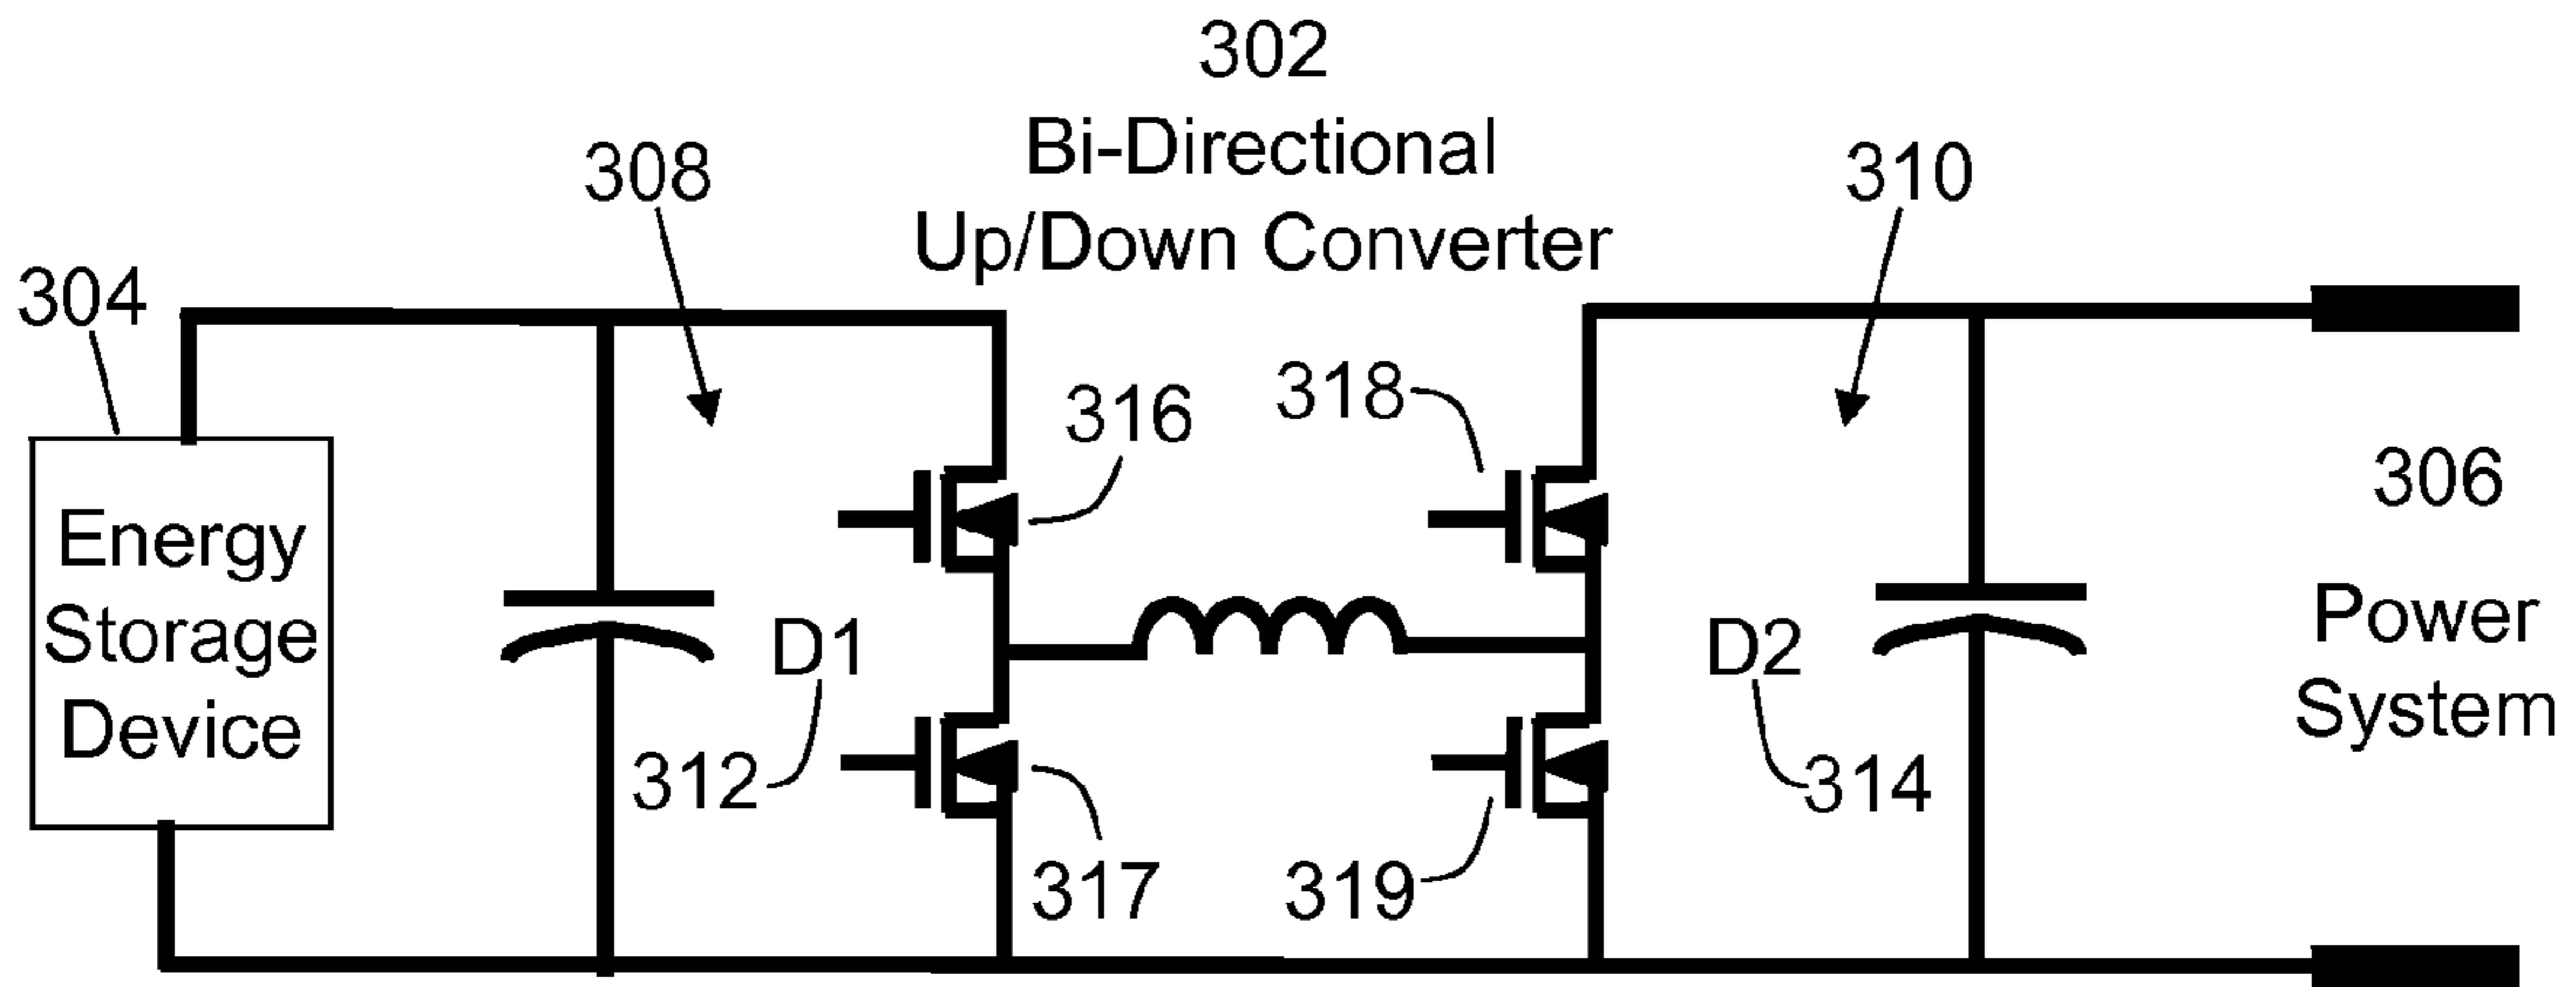 302
Bi-Directional
Up/Down Converter
308
310
304
316
318
306
Energy
Storage
Device
D1
D2
Power
System
312
314
317
319